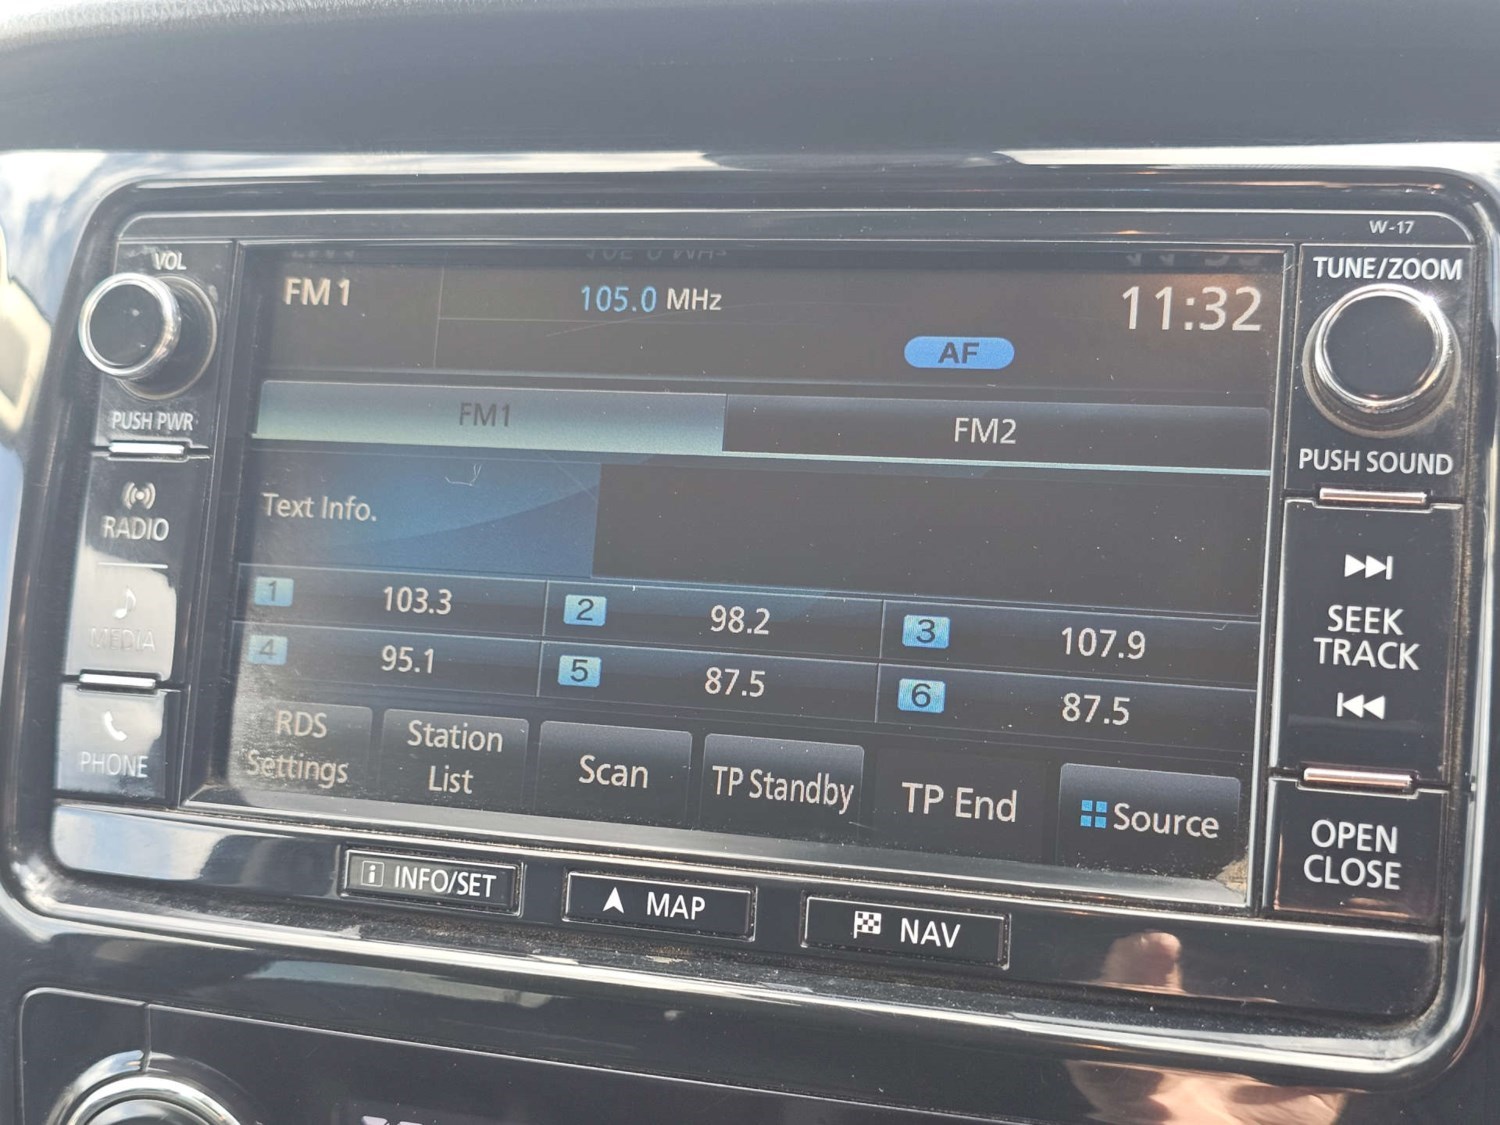 W-17
VOL
TUNE/ZOOM
FM1
105.0 MHz
11:32
AF
PUSH PWR
FM1
FM2
PUSH SOUND
RADIO
Text Info.
MEDIA
SEEK
TRACK
1 103.3
2 98.2
3 107.9
4 95.1
5 87.5
6 87.5
PHONE
RDS
Settings
Station
List
Scan
TP Standby
TP End
Source
OPEN
CLOSE
i INFO/SET
MAP
NAV